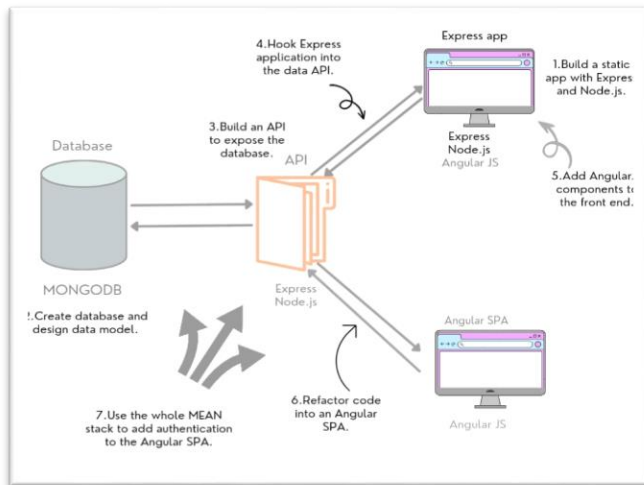 Express app
4.Hook Express
application into
the data API.
1.Build a static
app with Expres
and Node.js.
3.Build an API
to expose the
database.
Database
API
Express
Node.js
Angular JS
5.Add Angular.
components to
the front end.
MONGODB
2.Create database and
design data model.
Express
Node.js
Angular SPA
6.Refactor code
into an Angular
SPA.
Angular JS
7.Use the whole MEAN
stack to add authentication
to the Angular SPA.